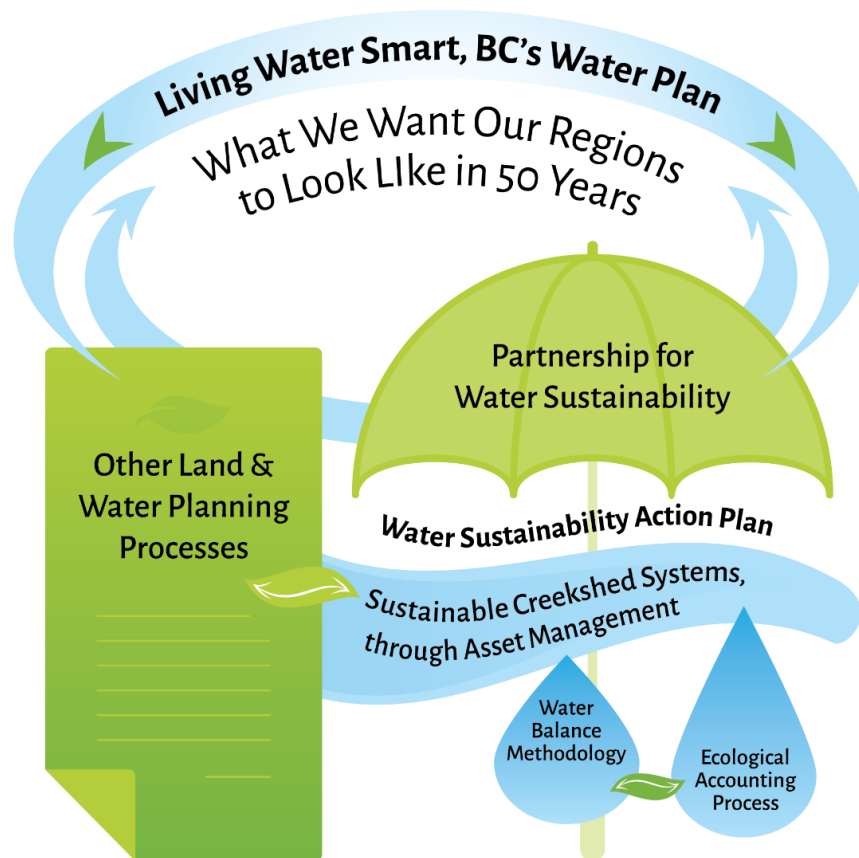 Living Water Smart, BC's Water Plan
What We Want Our Regions
to Look LIke in 50 Years
Partnership for
Water Sustainability
Other Land &
Water Planning
Processes
Water Sustainability Action Plan
Sustainable Creekshed Systems,
through Asset Management
Water
Balance
Methodology
Ecological
Accounting
Process